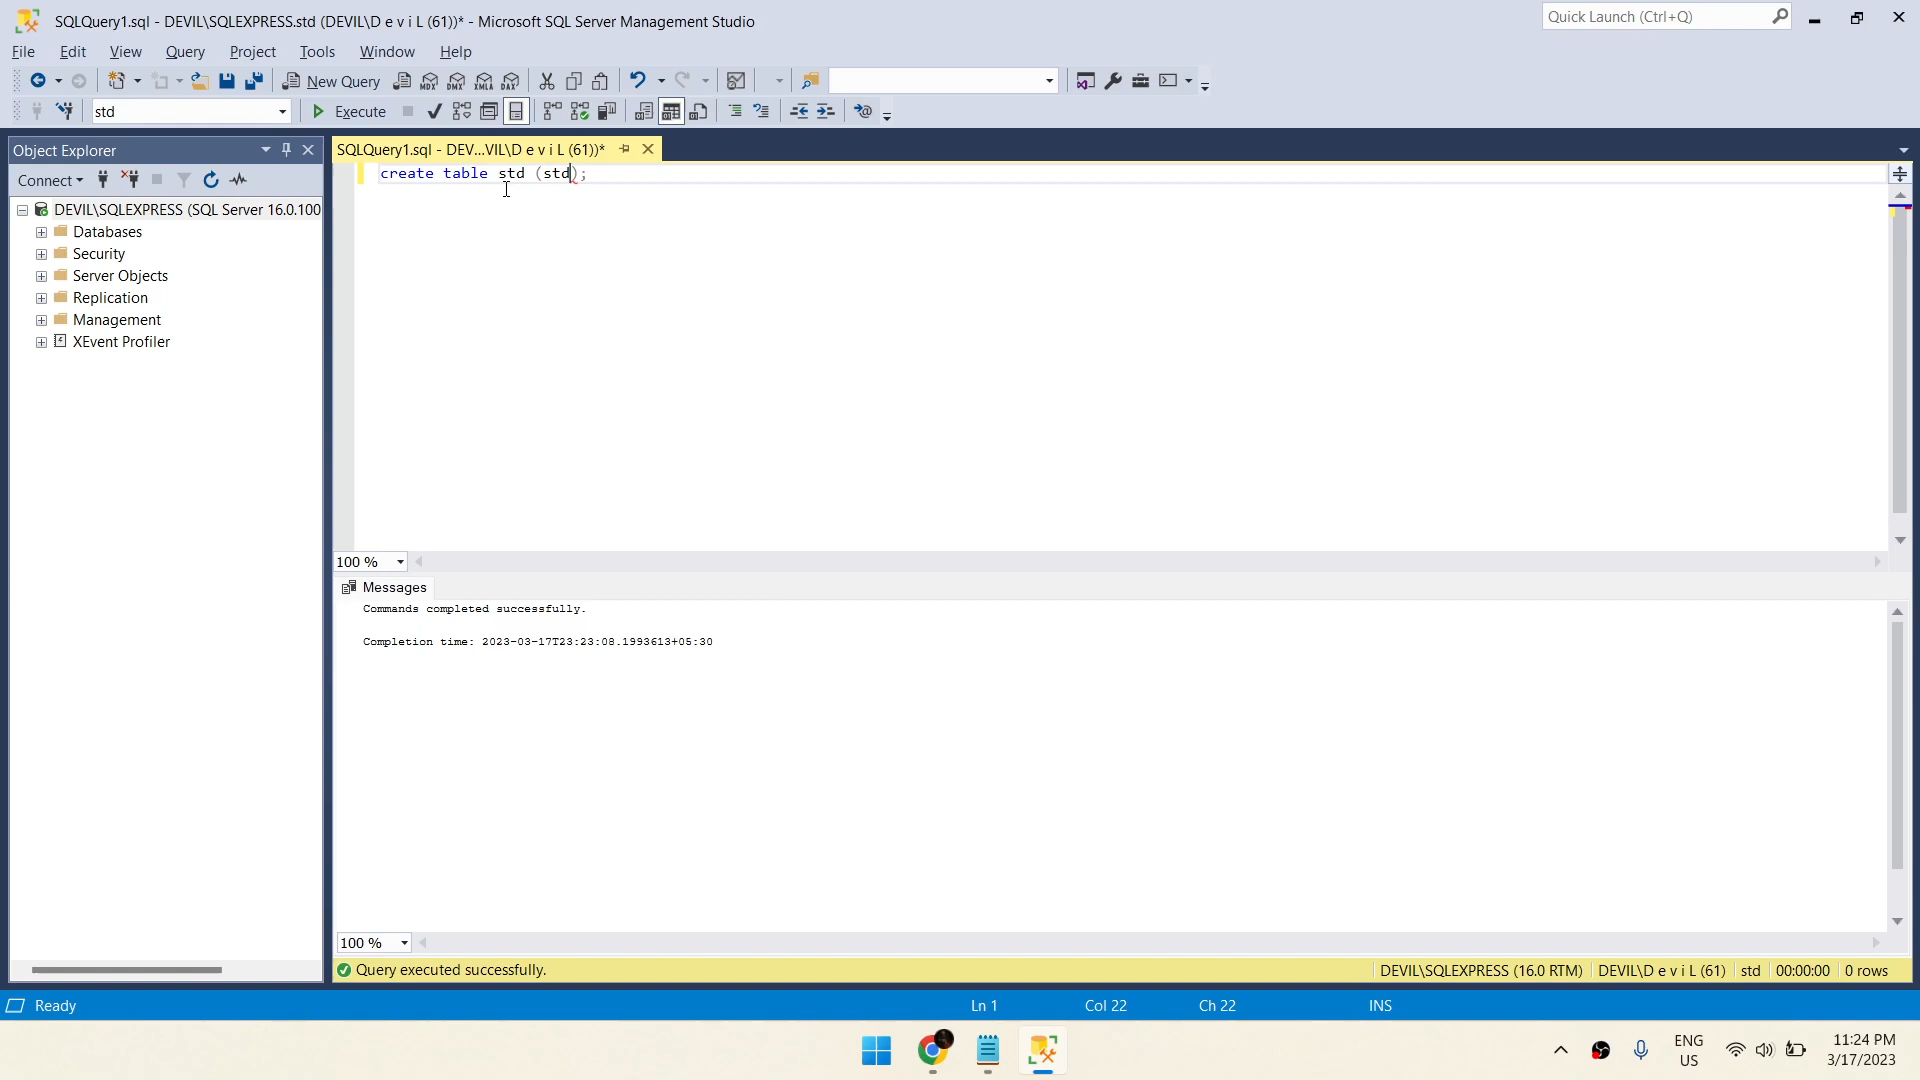 SQLQuery1.sql - DEVIL\SQLEXPRESS.std (DEVIL\D e v i L (61))* - Microsoft SQL Server Management Studio
Quick Launch (Ctrl+Q)
File Edit View Query Project Tools Window Help
New Query MDX DMX XMLA DAX
std Execute
Object Explorer
SQLQuery1.sql - DEV...VIL\D e v i L (61))*
Connect
create table std (std);
DEVIL\SQLEXPRESS (SQL Server 16.0.100
Databases
Security
Server Objects
Replication
Management
XEvent Profiler
100 %
Messages
Commands completed successfully.
Completion time: 2023-03-17T23:23:08.1993613+05:30
100 %
Query executed successfully. DEVIL\SQLEXPRESS (16.0 RTM) DEVIL\D e v i L (61) std 00:00:00 0 rows
Ready Ln 1 Col 22 Ch 22 INS
ENG
US
11:24 PM
3/17/2023